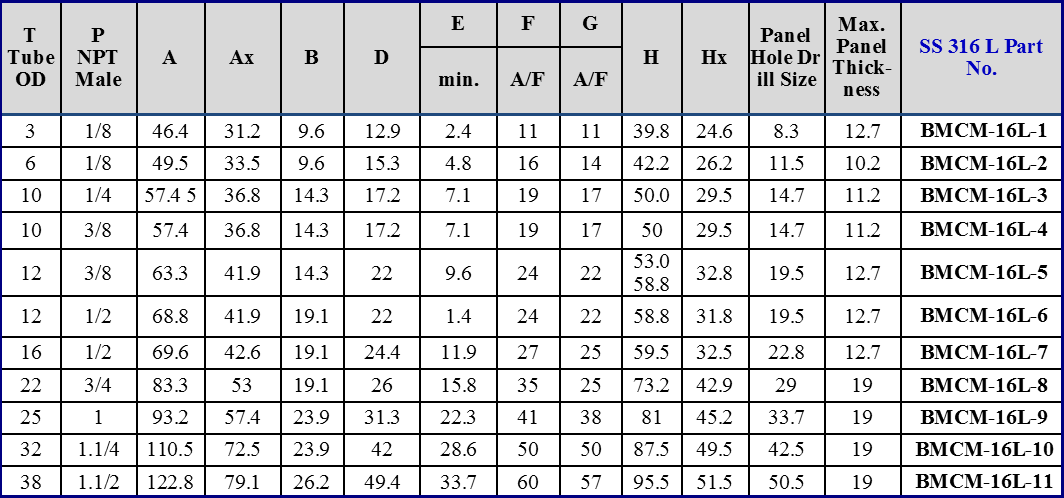 T Tube OD P NPT Male A Ax B D E F G H Hx Panel Hole Dr ill Size Max. Panel Thick- ness SS 316 L Part No.
min. A/F A/F
3 1/8 46.4 31.2 9.6 12.9 2.4 11 11 39.8 24.6 8.3 12.7 BMCM-16L-1
6 1/8 49.5 33.5 9.6 15.3 4.8 16 14 42.2 26.2 11.5 10.2 BMCM-16L-2
10 1/4 57.4 5 36.8 14.3 17.2 7.1 19 17 50.0 29.5 14.7 11.2 BMCM-16L-3
10 3/8 57.4 36.8 14.3 17.2 7.1 19 17 50 29.5 14.7 11.2 BMCM-16L-4
12 3/8 63.3 41.9 14.3 22 9.6 24 22 53.0 58.8 32.8 19.5 12.7 BMCM-16L-5
12 1/2 68.8 41.9 19.1 22 1.4 24 22 58.8 31.8 19.5 12.7 BMCM-16L-6
16 1/2 69.6 42.6 19.1 24.4 11.9 27 25 59.5 32.5 22.8 12.7 BMCM-16L-7
22 3/4 83.3 53 19.1 26 15.8 35 25 73.2 42.9 29 19 BMCM-16L-8
25 1 93.2 57.4 23.9 31.3 22.3 41 38 81 45.2 33.7 19 BMCM-16L-9
32 1.1/4 110.5 72.5 23.9 42 28.6 50 50 87.5 49.5 42.5 19 BMCM-16L-10
38 1.1/2 122.8 79.1 26.2 49.4 33.7 60 57 95.5 51.5 50.5 19 BMCM-16L-11